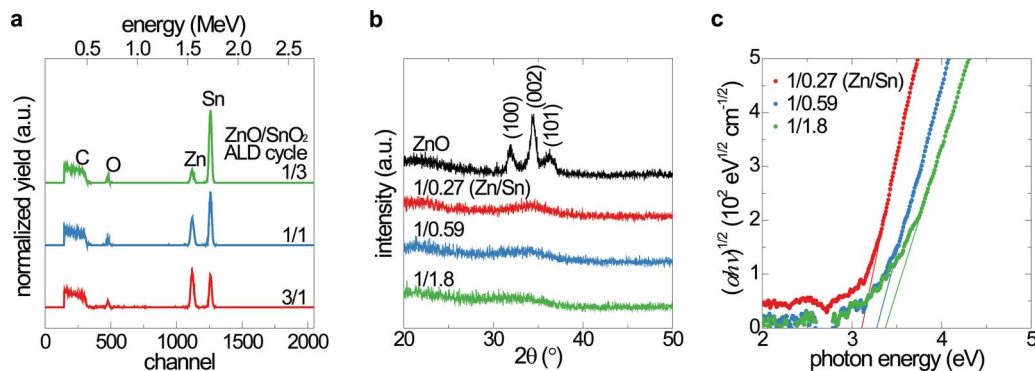 a
energy (MeV)
0.5 1.0 1.5 2.0 2.5
normalized yield (a.u.)
C
O
Zn
Sn
ZnO/SnO₂
ALD cycle
1/3
1/1
3/1
0 500 1000 1500 2000
channel
b
intensity (a.u.)
(100)
(002)
(101)
ZnO
1/0.27 (Zn/Sn)
1/0.59
1/1.8
20 30 40 50
2θ (°)
c
(αhν)^1/2 (10² eV^1/2 cm^-1/2)
5
4
3
2
1
0
1/0.27 (Zn/Sn)
1/0.59
1/1.8
2 3 4 5
photon energy (eV)